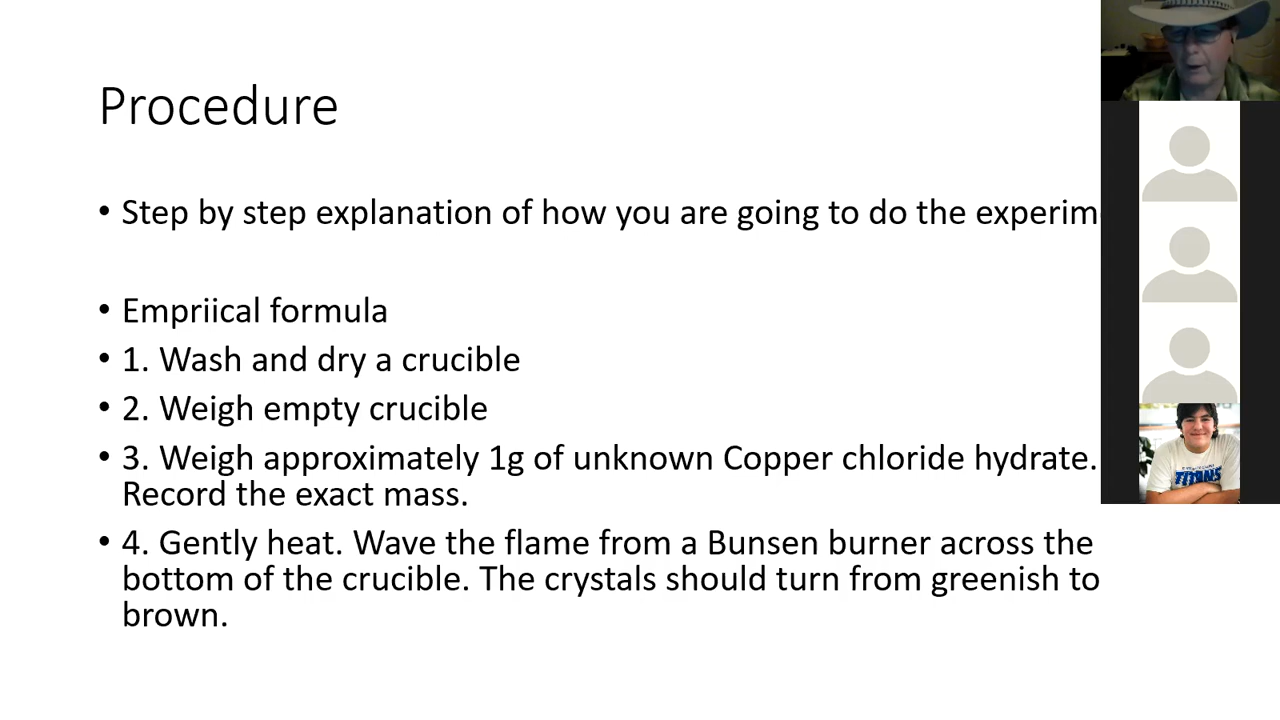 Procedure
• Step by step explanation of how you are going to do the
• Empriical formula
• 1. Wash and dry a crucible
• 2. Weigh empty crucible
• 3. Weigh approximately 1g of unknown Copper chloride hydrate.
Record the exact mass.
• 4. Gently heat. Wave the flame from a Bunsen burner across the
bottom of the crucible. The crystals should turn from greenish to
brown.
TITANS